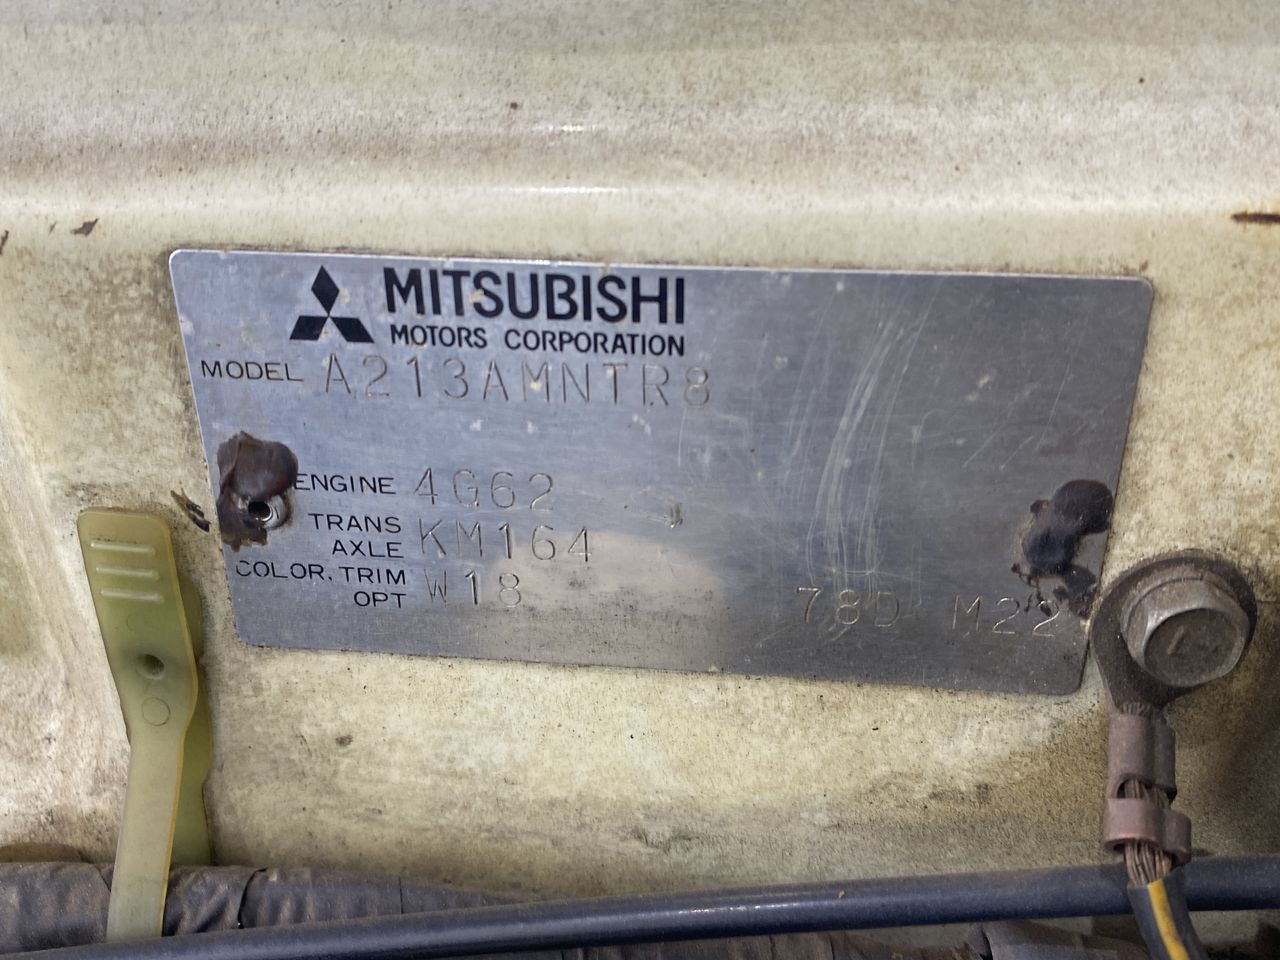 MITSUBISHI
MOTORS CORPORATION
MODEL A213AMNTR8
ENGINE 4G62
TRANS
AXLE KM164
COLOR. TRIM
OPT W18
78D M22